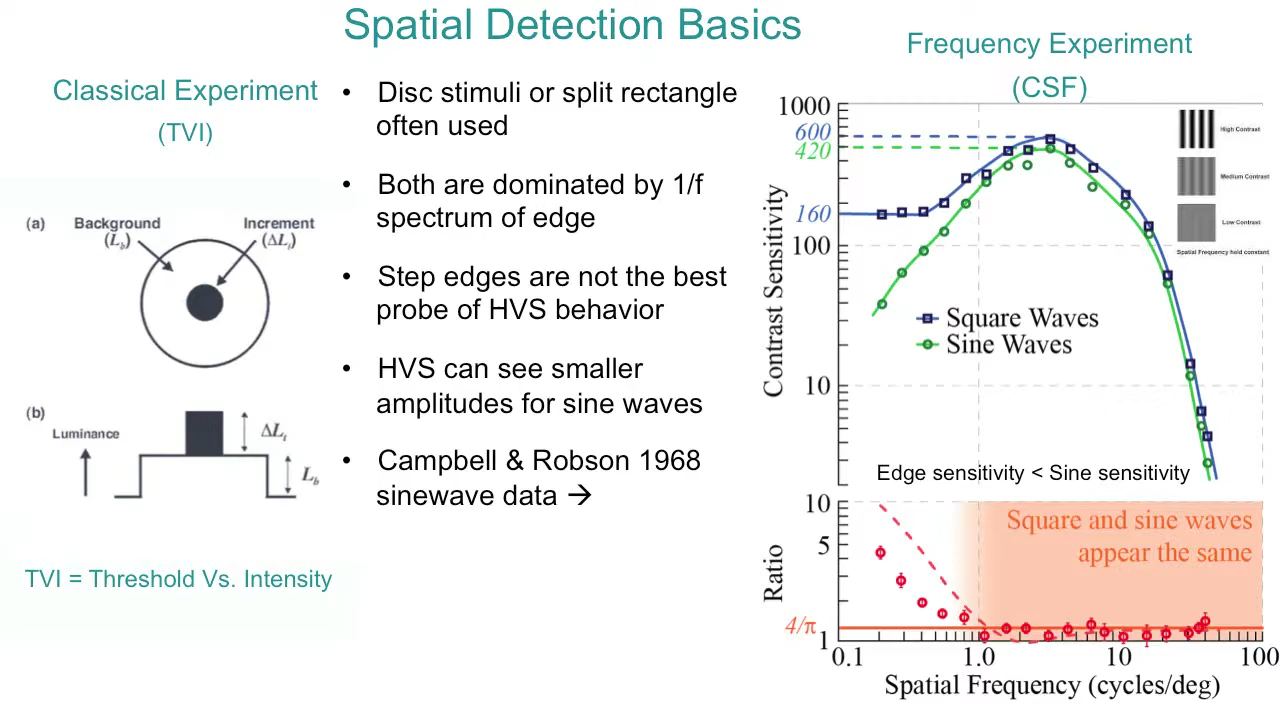 Spatial Detection Basics
Classical Experiment
(TVI)
(a)
Background
(L_b)
Increment
(ΔL_t)
(b)
Luminance
ΔL_t
L_b
TVI = Threshold Vs. Intensity
• Disc stimuli or split rectangle
often used
• Both are dominated by 1/f
spectrum of edge
• Step edges are not the best
probe of HVS behavior
• HVS can see smaller
amplitudes for sine waves
• Campbell & Robson 1968
sinewave data →
Frequency Experiment
(CSF)
Contrast Sensitivity
1000
600
420
160
100
10
High Contrast
Medium Contrast
Low Contrast
Spatial Frequency held constant
Square Waves
Sine Waves
Edge sensitivity < Sine sensitivity
Ratio
10
5
4/π
1
Square and sine waves
appear the same
0.1 1.0 10 100
Spatial Frequency (cycles/deg)